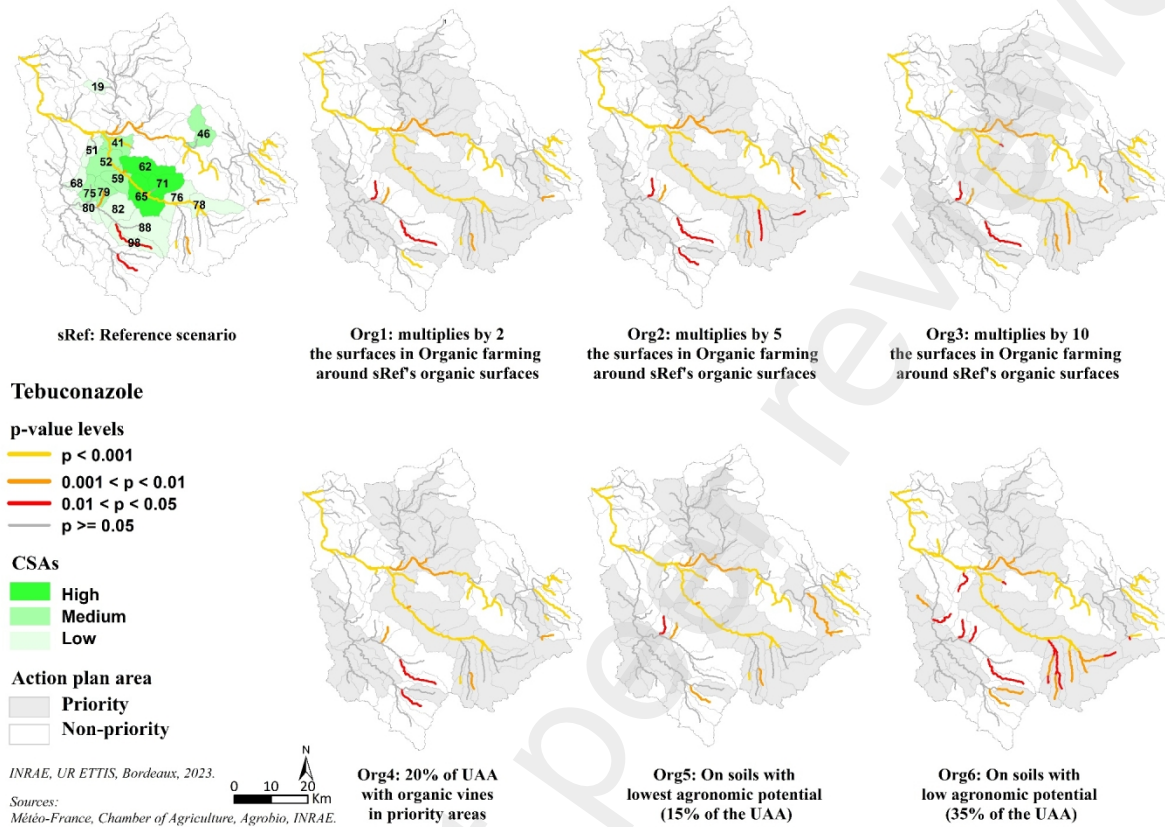 19
46
41
51
52
62
59
71
68
75
79
65
76
80
82
78
88
98
sRef: Reference scenario
Org1: multiplies by 2
the surfaces in Organic farming
around sRef's organic surfaces
Org2: multiplies by 5
the surfaces in Organic farming
around sRef's organic surfaces
Org3: multiplies by 10
the surfaces in Organic farming
around sRef's organic surfaces
Tebuconazole
p-value levels
p < 0.001
0.001 < p < 0.01
0.01 < p < 0.05
p >= 0.05
CSAs
High
Medium
Low
Action plan area
Priority
Non-priority
INRAE, UR ETTIS, Bordeaux, 2023.
N
0 10 20
Km
Sources:
Météo-France, Chamber of Agriculture, Agrobio, INRAE.
Org4: 20% of UAA
with organic vines
in priority areas
Org5: On soils with
lowest agronomic potential
(15% of the UAA)
Org6: On soils with
low agronomic potential
(35% of the UAA)